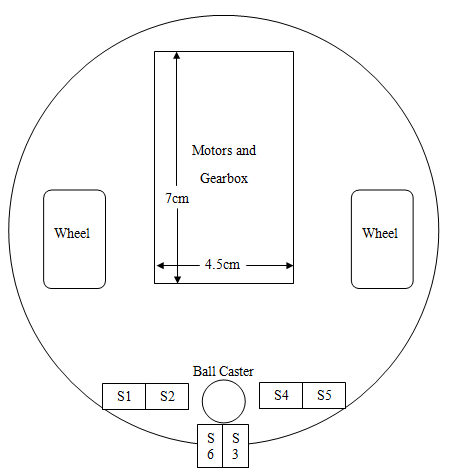 Motors and
Gearbox
7cm
Wheel
Wheel
4.5cm
Ball Caster
S1
S2
S4
S5
S
6
S
3